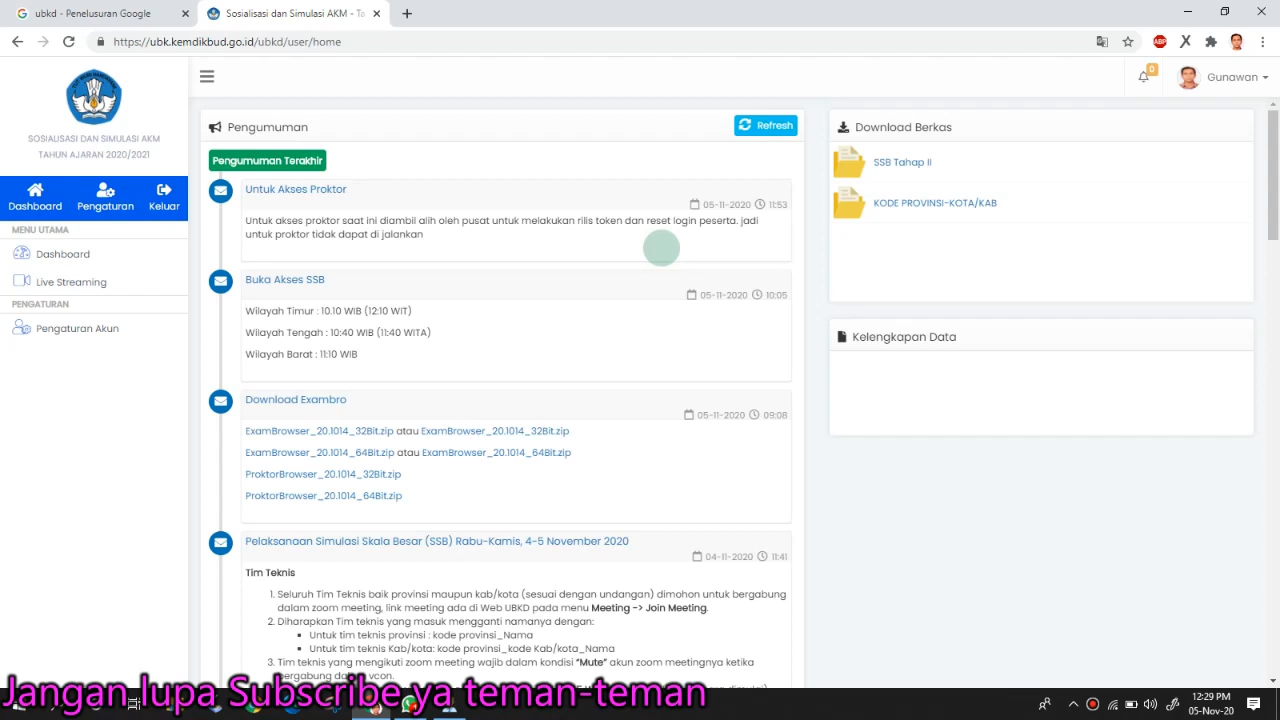 ubkd - Penelusuran Google
Sosialisasi dan Simulasi AKM - Ta
https://ubk.kemdikbud.go.id/ubkd/user/home
ABP
0
Gunawan
SOSIALISASI DAN SIMULASI AKM
TAHUN AJARAN 2020/2021
Dashboard
Pengaturan
Keluar
MENU UTAMA
Dashboard
Live Streaming
PENGATURAN
Pengaturan Akun
Pengumuman
Refresh
Pengumuman Terakhir
Untuk Akses Proktor
05-11-2020 11:53
Untuk akses proktor saat ini diambil alih oleh pusat untuk melakukan rilis token dan reset login peserta. jadi
untuk proktor tidak dapat di jalankan
Buka Akses SSB
05-11-2020 10:05
Wilayah Timur : 10.10 WIB (12:10 WIT)
Wilayah Tengah : 10:40 WIB (11:40 WITA)
Wilayah Barat : 11:10 WIB
Download Exambro
05-11-2020 09:08
ExamBrowser_20.1014_32Bit.zip atau ExamBrowser_20.1014_32Bit.zip
ExamBrowser_20.1014_64Bit.zip atau ExamBrowser_20.1014_64Bit.zip
ProktorBrowser_20.1014_32Bit.zip
ProktorBrowser_20.1014_64Bit.zip
Pelaksanaan Simulasi Skala Besar (SSB) Rabu-Kamis, 4-5 November 2020
04-11-2020 11:41
Tim Teknis
1. Seluruh Tim Teknis baik provinsi maupun kab/kota (sesuai dengan undangan) dimohon untuk bergabung
dalam zoom meeting, link meeting ada di Web UBKD pada menu Meeting -> Join Meeting.
2. Diharapkan Tim teknis yang masuk mengganti namanya dengan:
Untuk tim teknis provinsi : kode provinsi_Nama
Untuk tim teknis Kab/kota: kode provinsi_kode Kab/kota_Nama
3. Tim teknis yang mengikuti zoom meeting wajib dalam kondisi “Mute” akun zoom meetingnya ketika
bergabung dalam vcon.
Download Berkas
SSB Tahap II
KODE PROVINSI-KOTA/KAB
Kelengkapan Data
Jangan lupa Subscribe ya teman-teman
12:29 PM
05-Nov-20